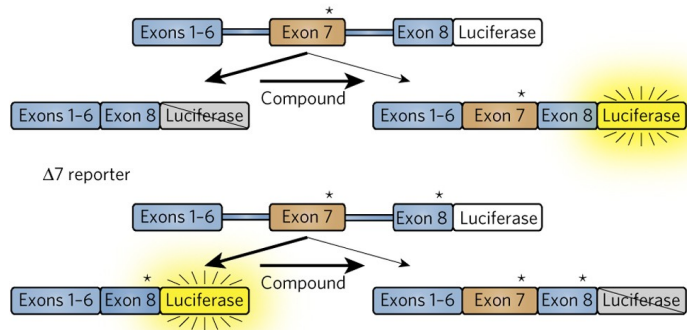 *
Exons 1–6 Exon 7 Exon 8 Luciferase
Compound
*
Exons 1–6 Exon 8 Luciferase Exons 1–6 Exon 7 Exon 8 Luciferase
Δ7 reporter
* *
Exons 1–6 Exon 7 Exon 8 Luciferase
Compound
* * *
Exons 1–6 Exon 8 Luciferase Exons 1–6 Exon 7 Exon 8 Luciferase